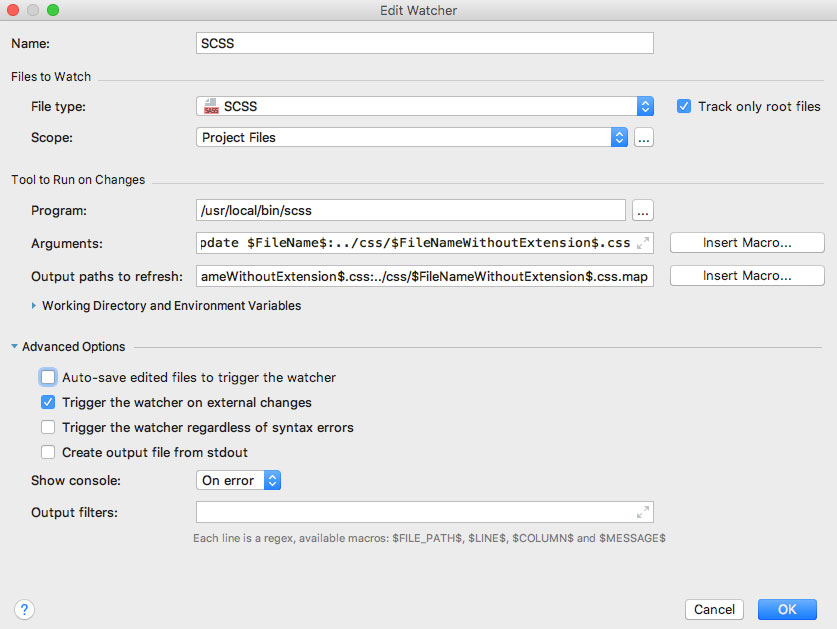 Edit Watcher
Name: SCSS
Files to Watch
File type: SASS SCSS Track only root files
Scope: Project Files ...
Tool to Run on Changes
Program: /usr/local/bin/scss ...
Arguments: pdate $FileName$:../css/$FileNameWithoutExtension$.css Insert Macro...
Output paths to refresh: ameWithoutExtension$.css:../css/$FileNameWithoutExtension$.css.map Insert Macro...
Working Directory and Environment Variables
Advanced Options
Auto-save edited files to trigger the watcher
Trigger the watcher on external changes
Trigger the watcher regardless of syntax errors
Create output file from stdout
Show console: On error
Output filters:
Each line is a regex, available macros: $FILE_PATH$, $LINE$, $COLUMN$ and $MESSAGE$
? Cancel OK